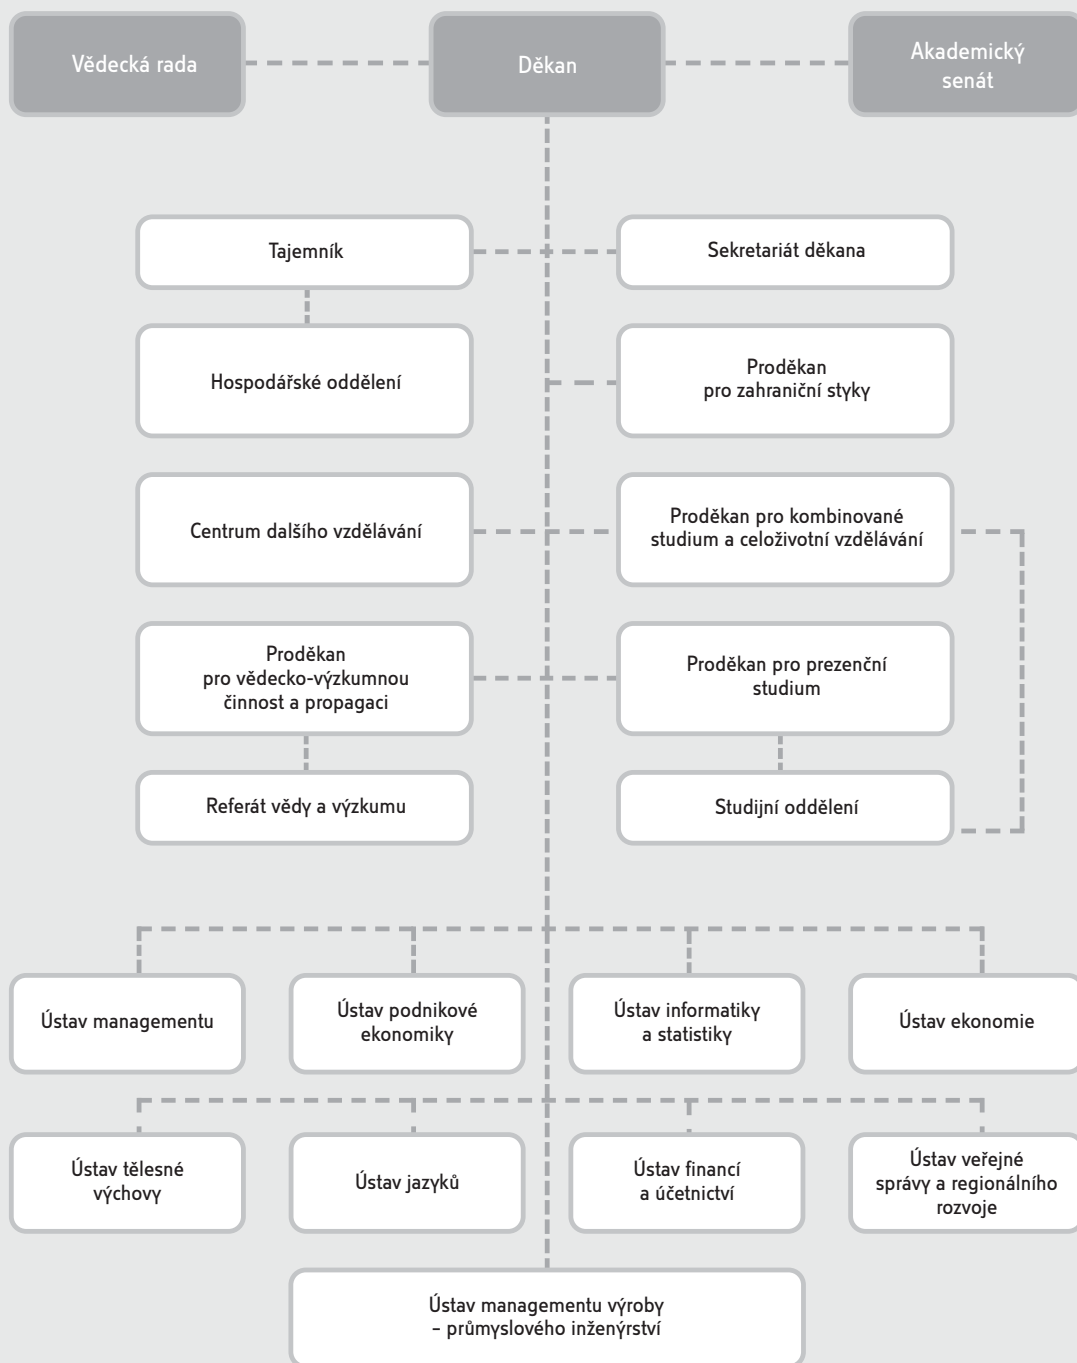 Vědecká rada
Děkan
Akademický
senát
Tajemník
Sekretariát děkana
Hospodářské oddělení
Proděkan
pro zahraniční styky
Centrum dalšího vzdělávání
Proděkan pro kombinované
studium a celoživotní vzdělávání
Proděkan
pro vědecko-výzkumnou
činnost a propagaci
Proděkan pro prezenční
studium
Referát vědy a výzkumu
Studijní oddělení
Ústav managementu
Ústav podnikové
ekonomiky
Ústav informatiky
a statistiky
Ústav ekonomie
Ústav tělesné
výchovy
Ústav jazyků
Ústav financí
a účetnictví
Ústav veřejné
správy a regionálního
rozvoje
Ústav managementu výroby
– průmyslového inženýrství